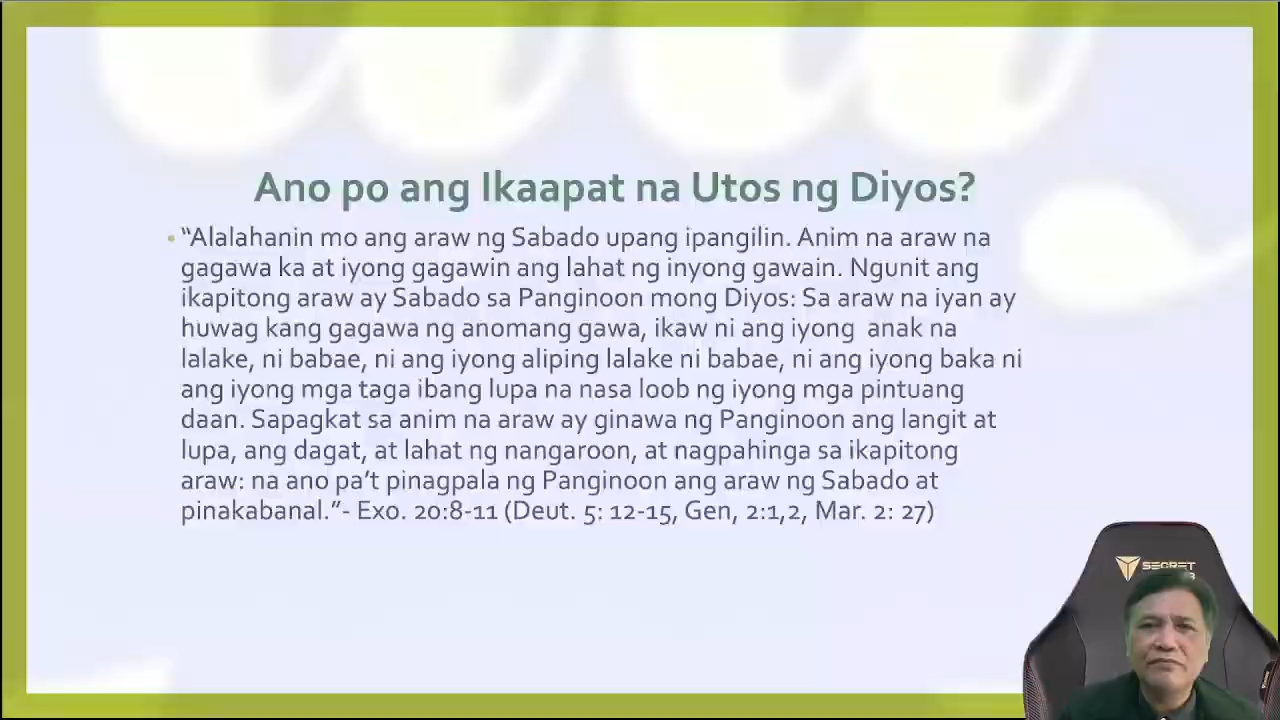 Ano po ang Ikaapat na Utos ng Diyos?
• “Alalahanin mo ang araw ng Sabado upang ipangilin. Anim na araw na
gagawa ka at iyong gagawin ang lahat ng inyong gawain. Ngunit ang
ikapitong araw ay Sabado sa Panginoon mong Diyos: Sa araw na iyan ay
huwag kang gagawa ng anomang gawa, ikaw ni ang iyong anak na
lalake, ni babae, ni ang iyong aliping lalake ni babae, ni ang iyong baka ni
ang iyong mga taga ibang lupa na nasa loob ng iyong mga pintuang
daan. Sapagkat sa anim na araw ay ginawa ng Panginoon ang langit at
lupa, ang dagat, at lahat ng nangaroon, at nagpahinga sa ikapitong
araw: na ano pa’t pinagpala ng Panginoon ang araw ng Sabado at
pinakabanal.”- Exo. 20:8-11 (Deut. 5: 12-15, Gen, 2:1,2, Mar. 2: 27)
SECRET